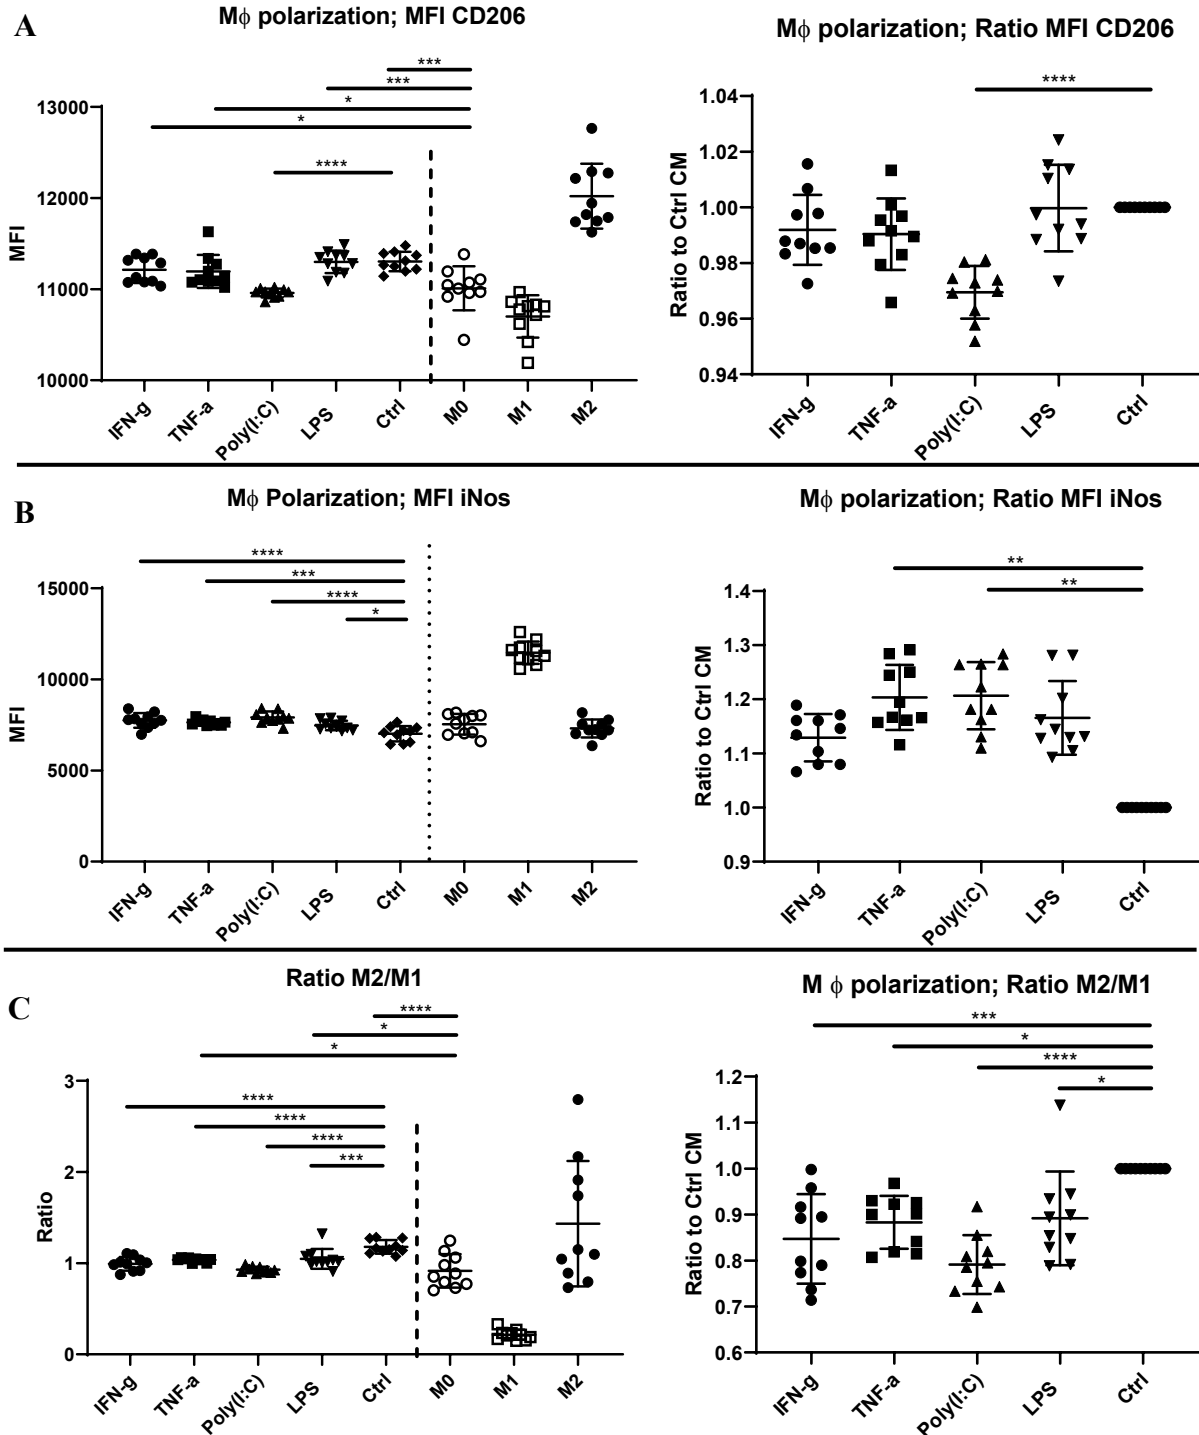 A
Mϕ polarization; MFI CD206
***
***
*
*
****
MFI
13000
12000
11000
10000
IFN-g
TNF-a
Poly(I:C)
LPS
Ctrl
M0
M1
M2
Mϕ polarization; Ratio MFI CD206
****
Ratio to Ctrl CM
1.04
1.02
1.00
0.98
0.96
0.94
IFN-g
TNF-a
Poly(I:C)
LPS
Ctrl
B
Mϕ Polarization; MFI iNos
****
***
****
*
MFI
15000
10000
5000
0
IFN-g
TNF-a
Poly(I:C)
LPS
Ctrl
M0
M1
M2
Mϕ polarization; Ratio MFI iNos
**
**
Ratio to Ctrl CM
1.4
1.3
1.2
1.1
1.0
0.9
IFN-g
TNF-a
Poly(I:C)
LPS
Ctrl
C
Ratio M2/M1
****
*
*
****
****
****
***
Ratio
3
2
1
0
IFN-g
TNF-a
Poly(I:C)
LPS
Ctrl
M0
M1
M2
M ϕ polarization; Ratio M2/M1
***
*
****
*
Ratio to Ctrl CM
1.2
1.1
1.0
0.9
0.8
0.7
0.6
IFN-g
TNF-a
Poly(I:C)
LPS
Ctrl